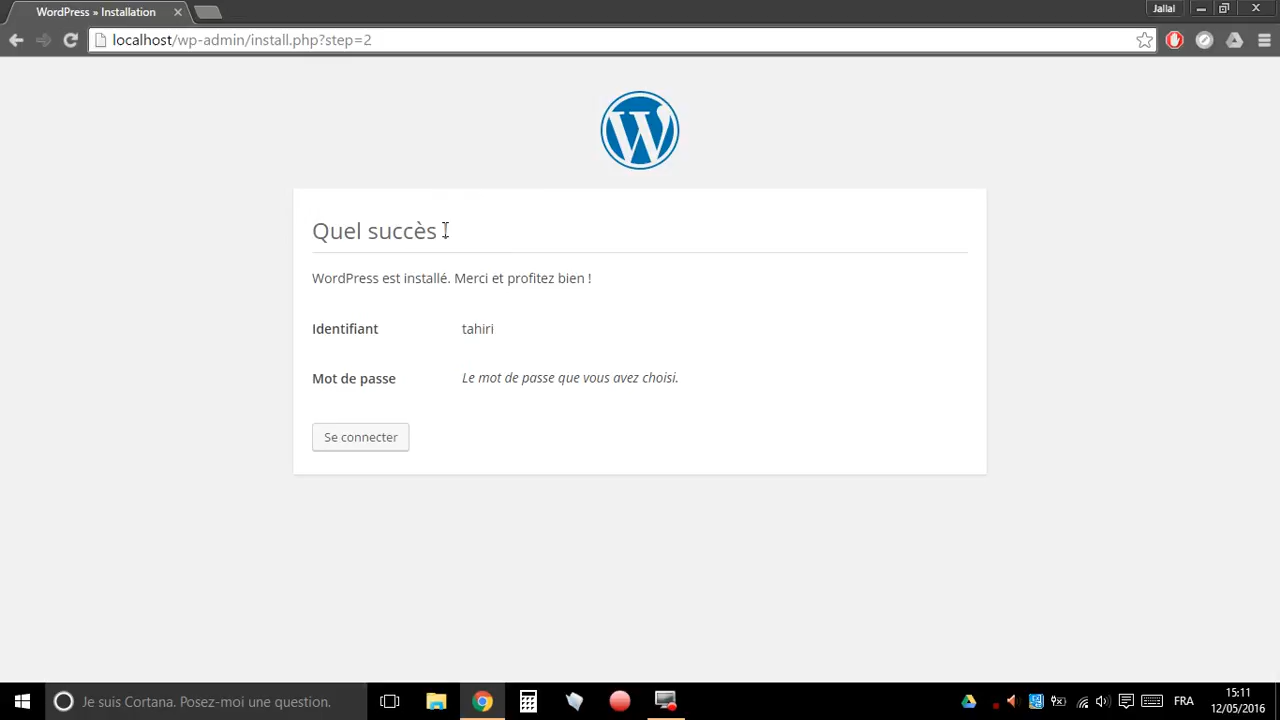 WordPress » Installation
Jallal
localhost/wp-admin/install.php?step=2
Quel succès
WordPress est installé. Merci et profitez bien !
Identifiant tahiri
Mot de passe Le mot de passe que vous avez choisi.
Se connecter
Je suis Cortana. Posez-moi une question.
FRA
15:11
12/05/2016